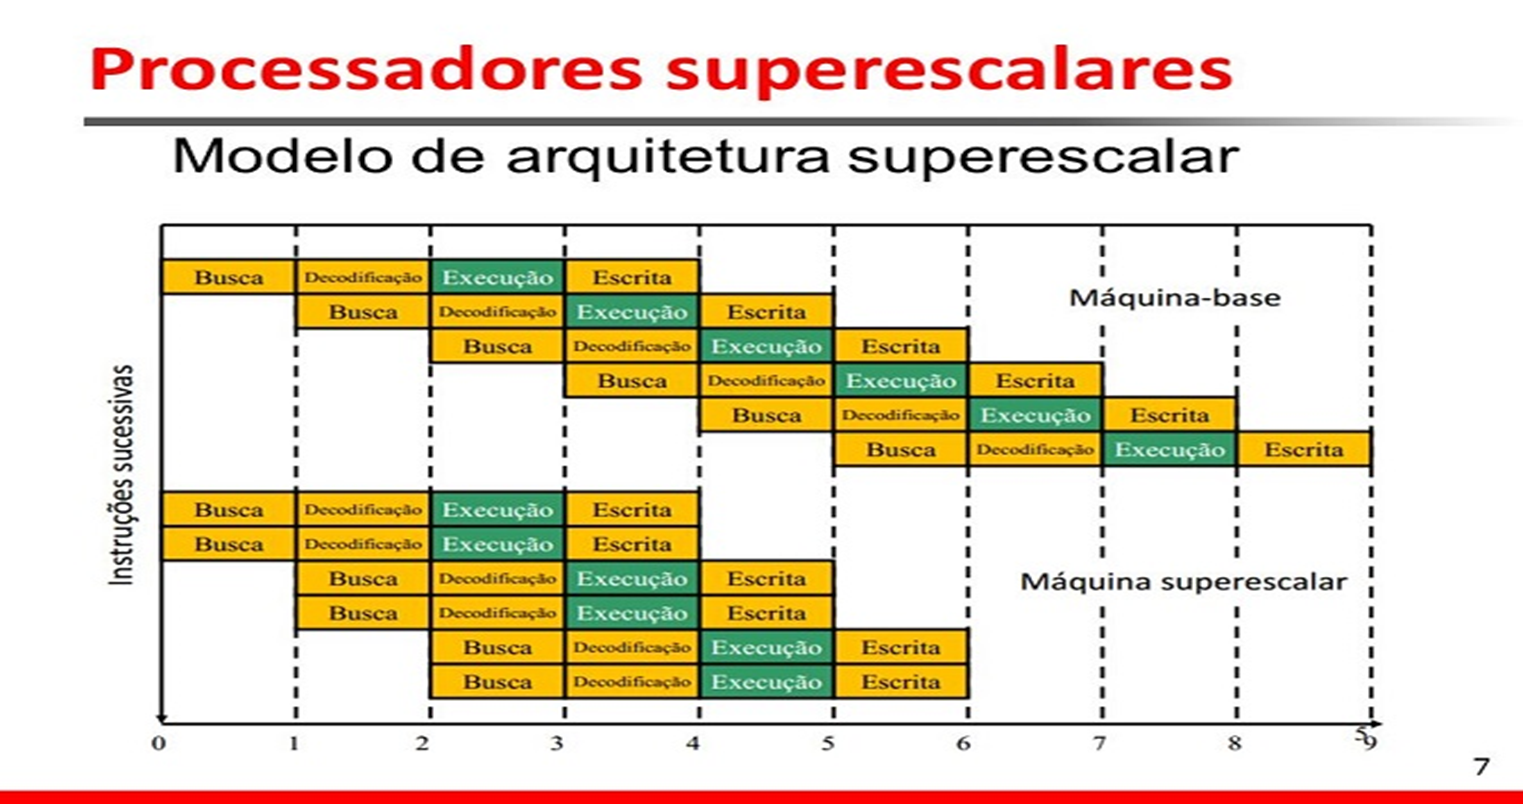 Processadores superescalares
Modelo de arquitetura superescalar
Busca Decodificação Execução Escrita
Busca Decodificação Execução Escrita
Busca Decodificação Execução Escrita
Busca Decodificação Execução Escrita
Busca Decodificação Execução Escrita
Busca Decodificação Execução Escrita
Máquina-base
Instruções sucessivas
Busca Decodificação Execução Escrita
Busca Decodificação Execução Escrita
Busca Decodificação Execução Escrita
Busca Decodificação Execução Escrita
Busca Decodificação Execução Escrita
Busca Decodificação Execução Escrita
Máquina superescalar
0 1 2 3 4 5 6 7 8 9
5
7